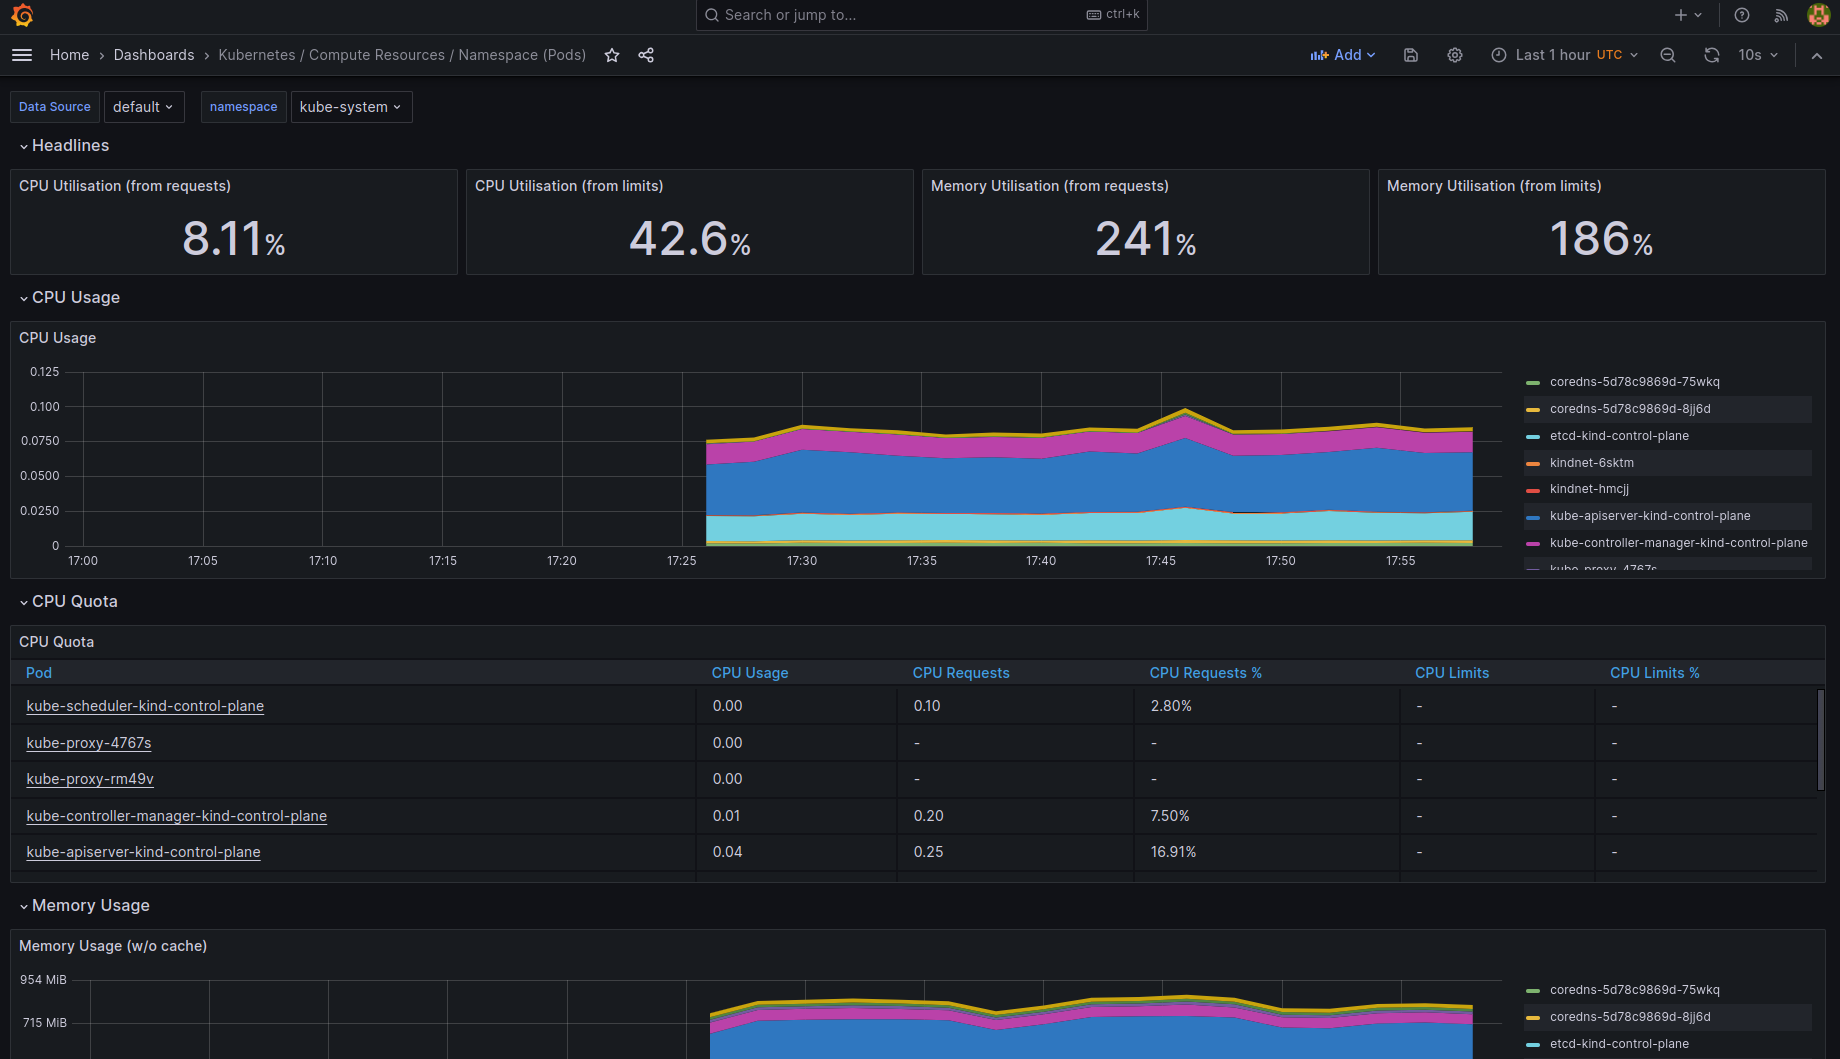 Search or jump to... ctrl+k
Home › Dashboards › Kubernetes / Compute Resources / Namespace (Pods) Add Last 1 hour UTC 10s
Data Source default namespace kube-system
Headlines
CPU Utilisation (from requests) CPU Utilisation (from limits) Memory Utilisation (from requests) Memory Utilisation (from limits)
8.11% 42.6% 241% 186%
CPU Usage
CPU Usage
0.125
0.100
0.0750
0.0500
0.0250
0
17:00 17:05 17:10 17:15 17:20 17:25 17:30 17:35 17:40 17:45 17:50 17:55
coredns-5d78c9869d-75wkq
coredns-5d78c9869d-8jj6d
etcd-kind-control-plane
kindnet-6sktm
kindnet-hmcjj
kube-apiserver-kind-control-plane
kube-controller-manager-kind-control-plane
kube-proxy-4767s
CPU Quota
CPU Quota
Pod CPU Usage CPU Requests CPU Requests % CPU Limits CPU Limits %
kube-scheduler-kind-control-plane 0.00 0.10 2.80% - -
kube-proxy-4767s 0.00 - - - -
kube-proxy-rm49v 0.00 - - - -
kube-controller-manager-kind-control-plane 0.01 0.20 7.50% - -
kube-apiserver-kind-control-plane 0.04 0.25 16.91% - -
Memory Usage
Memory Usage (w/o cache)
954 MiB
715 MiB
coredns-5d78c9869d-75wkq
coredns-5d78c9869d-8jj6d
etcd-kind-control-plane